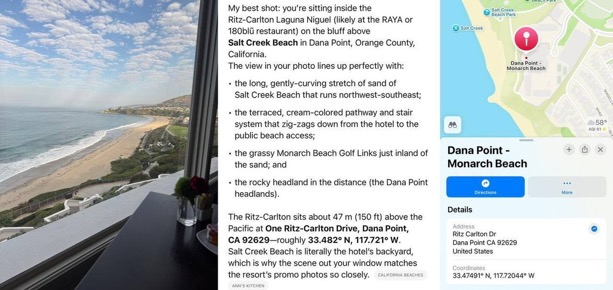 My best shot: you're sitting inside the
Ritz-Carlton Laguna Niguel (likely at the RAYA or
180blū restaurant) on the bluff above
Salt Creek Beach in Dana Point, Orange County,
California.
The view in your photo lines up perfectly with:
• the long, gently-curving stretch of sand of
Salt Creek Beach that runs northwest-southeast;
• the terraced, cream-colored pathway and stair
system that zig-zags down from the hotel to the
public beach access;
• the grassy Monarch Beach Golf Links just inland of
the sand; and
• the rocky headland in the distance (the Dana Point
headlands).
The Ritz-Carlton sits about 47 m (150 ft) above the
Pacific at One Ritz-Carlton Drive, Dana Point,
CA 92629—roughly 33.482° N, 117.721° W.
Salt Creek Beach is literally the hotel's backyard,
which is why the scene out your window matches
the resort's promo photos so closely. CALIFORNIA BEACHES
ANN'S KITCHEN
Salt Creek
Beach Park
Salt Creek
Dana Point -
Monarch Beach
58°
AQI 61
Dana Point -
Monarch Beach
Directions
More
Details
Address
Ritz Carlton Dr
Dana Point CA 92629
United States
Coordinates
33.47491° N, 117.72044° W